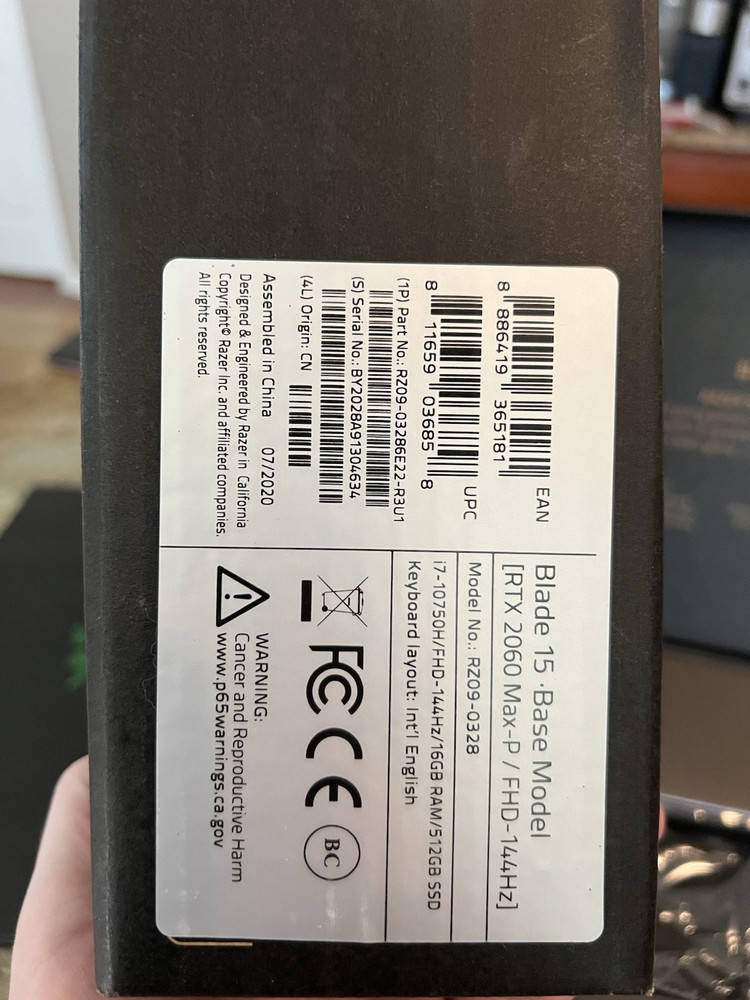 8 886419 365181
EAN
8 11659 03685 8
UPC
(1P) Part No.: RZ09-03286E22-R3U1
(S) Serial No.: BY2028A91304634
(4L) Origin: CN
Assembled in China 07/2020
Designed & Engineered by Razer in California
Copyright© Razer Inc. and affiliated companies.
All rights reserved.
Blade 15 ·Base Model
[RTX 2060 Max-P / FHD-144Hz]
Model No.: RZ09-0328
i7-10750H/FHD-144Hz/16GB RAM/512GB SSD
Keyboard layout: Int'l English
FC CE BC
WARNING:
Cancer and Reproductive Harm
www.p65warnings.ca.gov